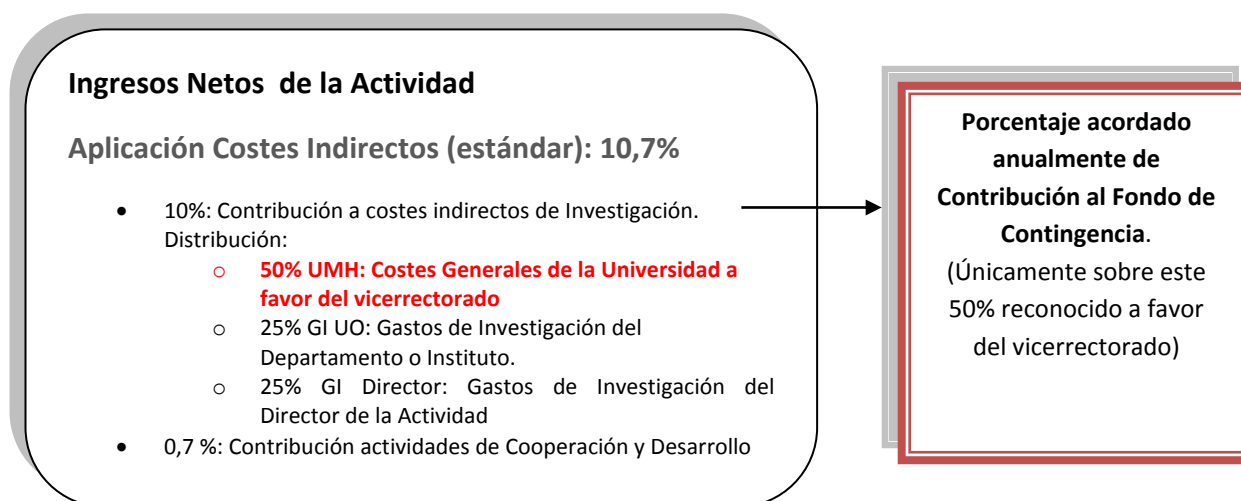 Ingresos Netos de la Actividad
Aplicación Costes Indirectos (estándar): 10,7%
• 10%: Contribución a costes indirectos de Investigación.
Distribución:
o 50% UMH: Costes Generales de la Universidad a
favor del vicerrectorado
o 25% GI UO: Gastos de Investigación del
Departamento o Instituto.
o 25% GI Director: Gastos de Investigación del
Director de la Actividad
• 0,7 %: Contribución actividades de Cooperación y Desarrollo
Porcentaje acordado
anualmente de
Contribución al Fondo de
Contingencia.
(Únicamente sobre este
50% reconocido a favor
del vicerrectorado)